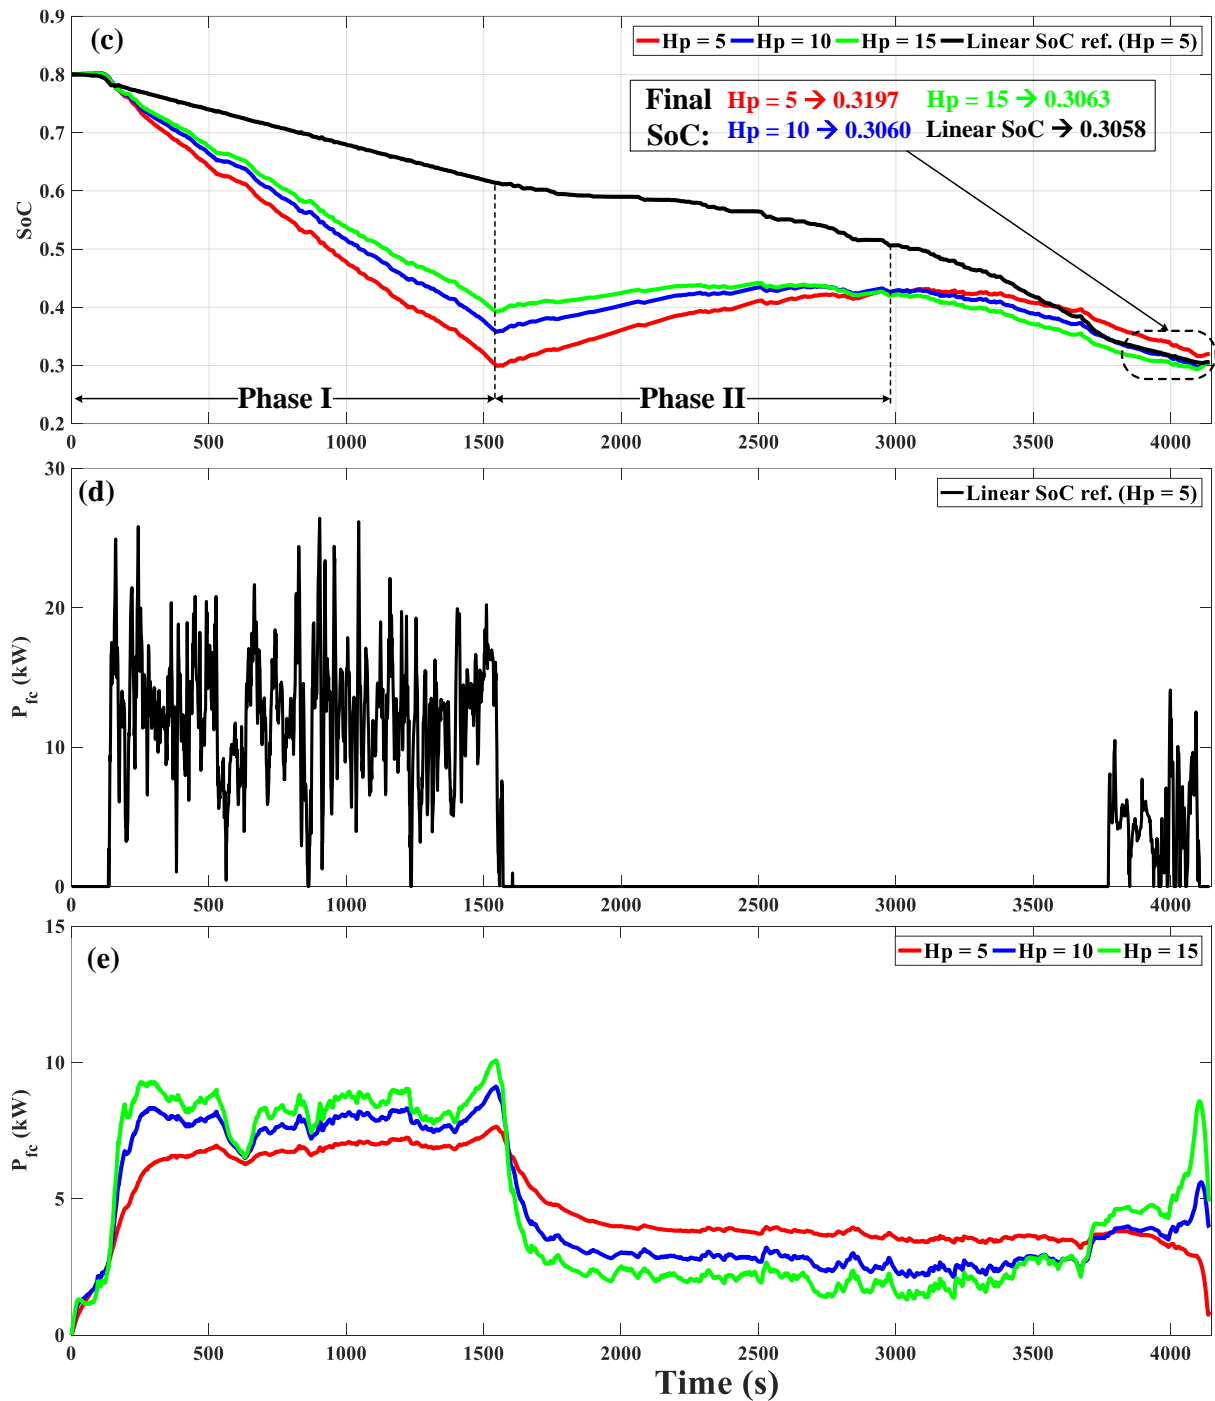 (c)
Hp = 5 Hp = 10 Hp = 15 Linear SoC ref. (Hp = 5)
Final Hp = 5 → 0.3197 Hp = 15 → 0.3063
SoC: Hp = 10 → 0.3060 Linear SoC → 0.3058
0.9
0.8
0.7
0.6
0.5
0.4
0.3
0.2
SoC
Phase I Phase II
0 500 1000 1500 2000 2500 3000 3500 4000
(d)
Linear SoC ref. (Hp = 5)
30
20
10
0
P_fc (kW)
0 500 1000 1500 2000 2500 3000 3500 4000
(e)
Hp = 5 Hp = 10 Hp = 15
15
10
5
0
P_fc (kW)
0 500 1000 1500 2000 2500 3000 3500 4000
Time (s)